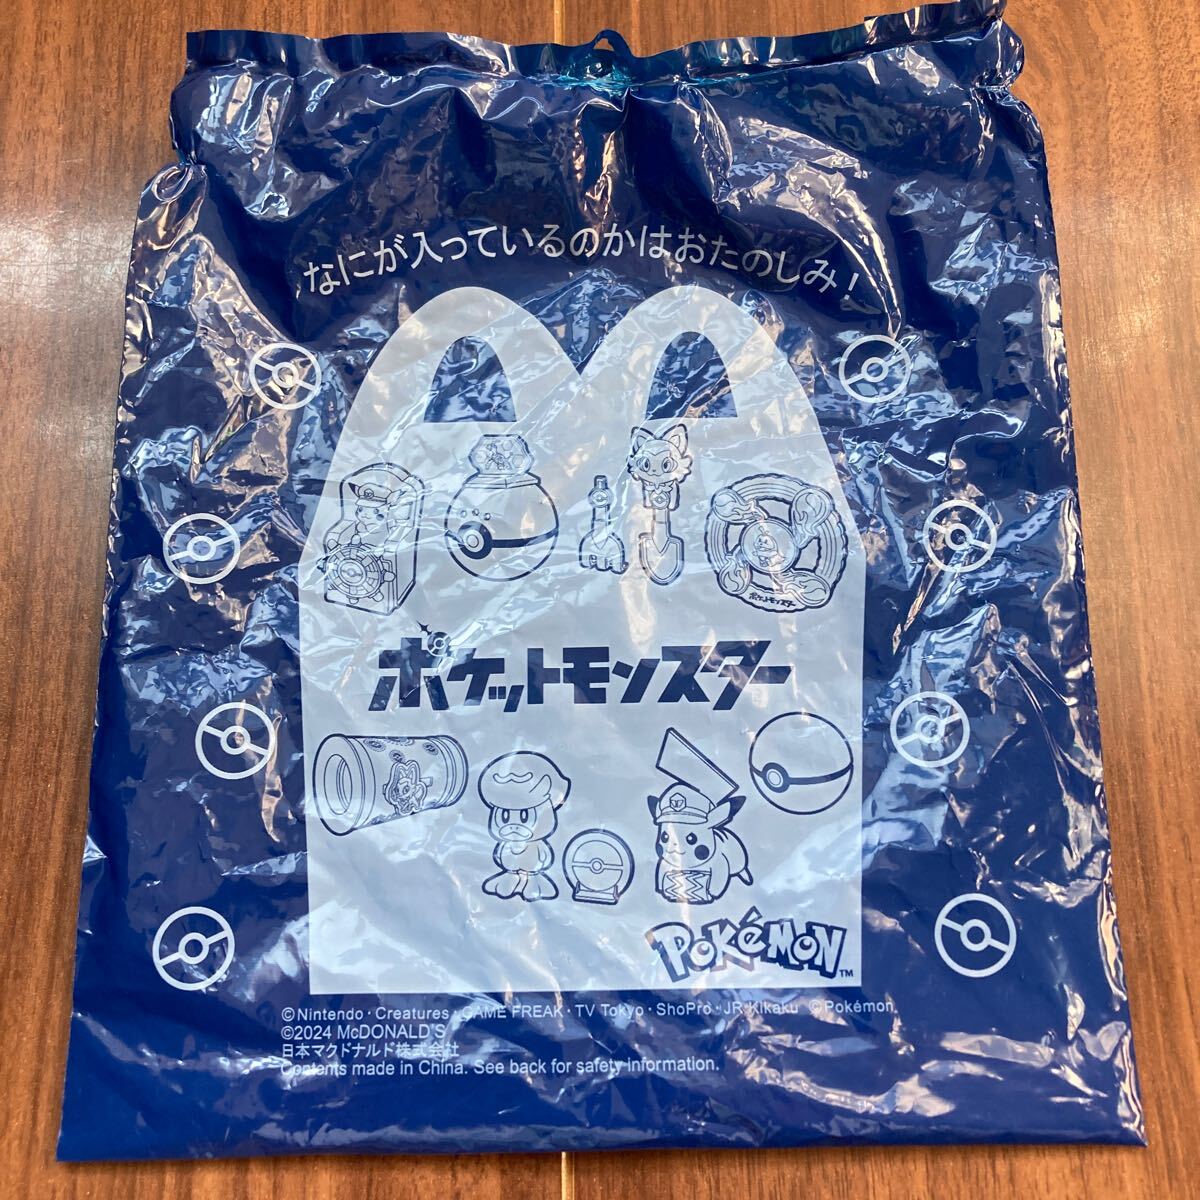 なにが入っているのかはおたのしみ!
ポケットモンスター
ポケットモンスター
POKéMON™
©Nintendo・Creatures・GAME FREAK・TV Tokyo・ShoPro・JR Kikaku ©Pokémon.
©2024 McDONALD'S
日本マクドナルド株式会社
Contents made in China. See back for safety information.